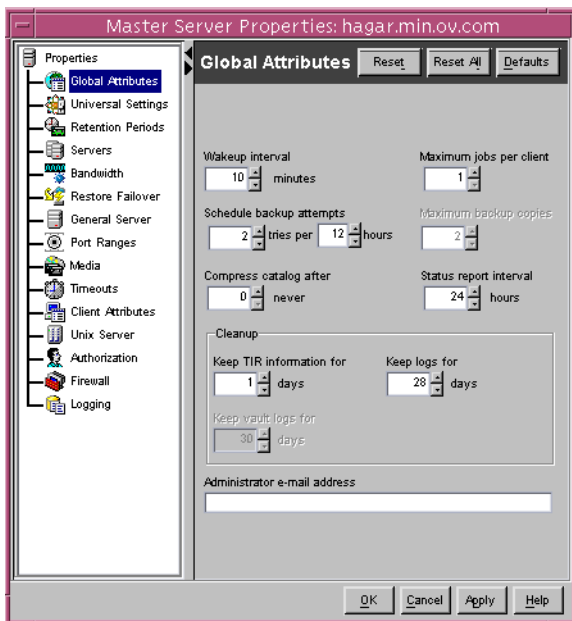 Master Server Properties: hagar.min.ov.com
Properties
Global Attributes
Universal Settings
Retention Periods
Servers
Bandwidth
Restore Failover
General Server
Port Ranges
Media
Timeouts
Client Attributes
Unix Server
Authorization
Firewall
Logging
Global Attributes Reset Reset All Defaults
Wakeup interval Maximum jobs per client
10 minutes 1
Schedule backup attempts Maximum backup copies
2 tries per 12 hours 2
Compress catalog after Status report interval
0 never 24 hours
Cleanup
Keep TIR information for Keep logs for
1 days 28 days
Keep vault logs for
30 days
Administrator e-mail address
OK Cancel Apply Help